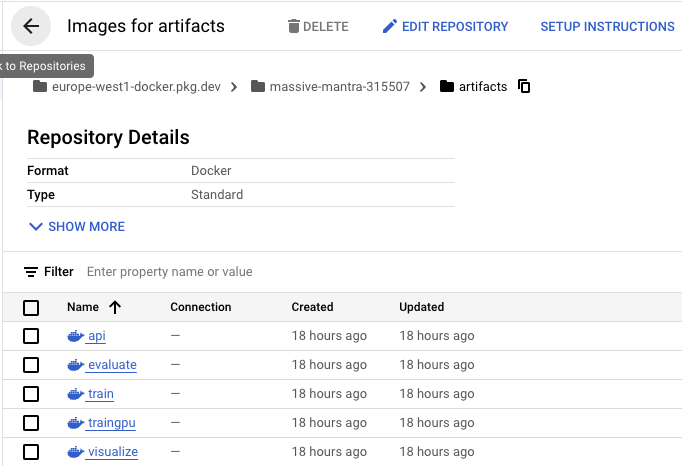 Images for artifacts DELETE EDIT REPOSITORY SETUP INSTRUCTIONS
to Repositories
europe-west1-docker.pkg.dev massive-mantra-315507 artifacts
Repository Details
Format Docker
Type Standard
SHOW MORE
Filter Enter property name or value
Name Connection Created Updated
api — 18 hours ago 18 hours ago
evaluate — 18 hours ago 18 hours ago
train — 18 hours ago 18 hours ago
traingpu — 18 hours ago 18 hours ago
visualize — 18 hours ago 18 hours ago